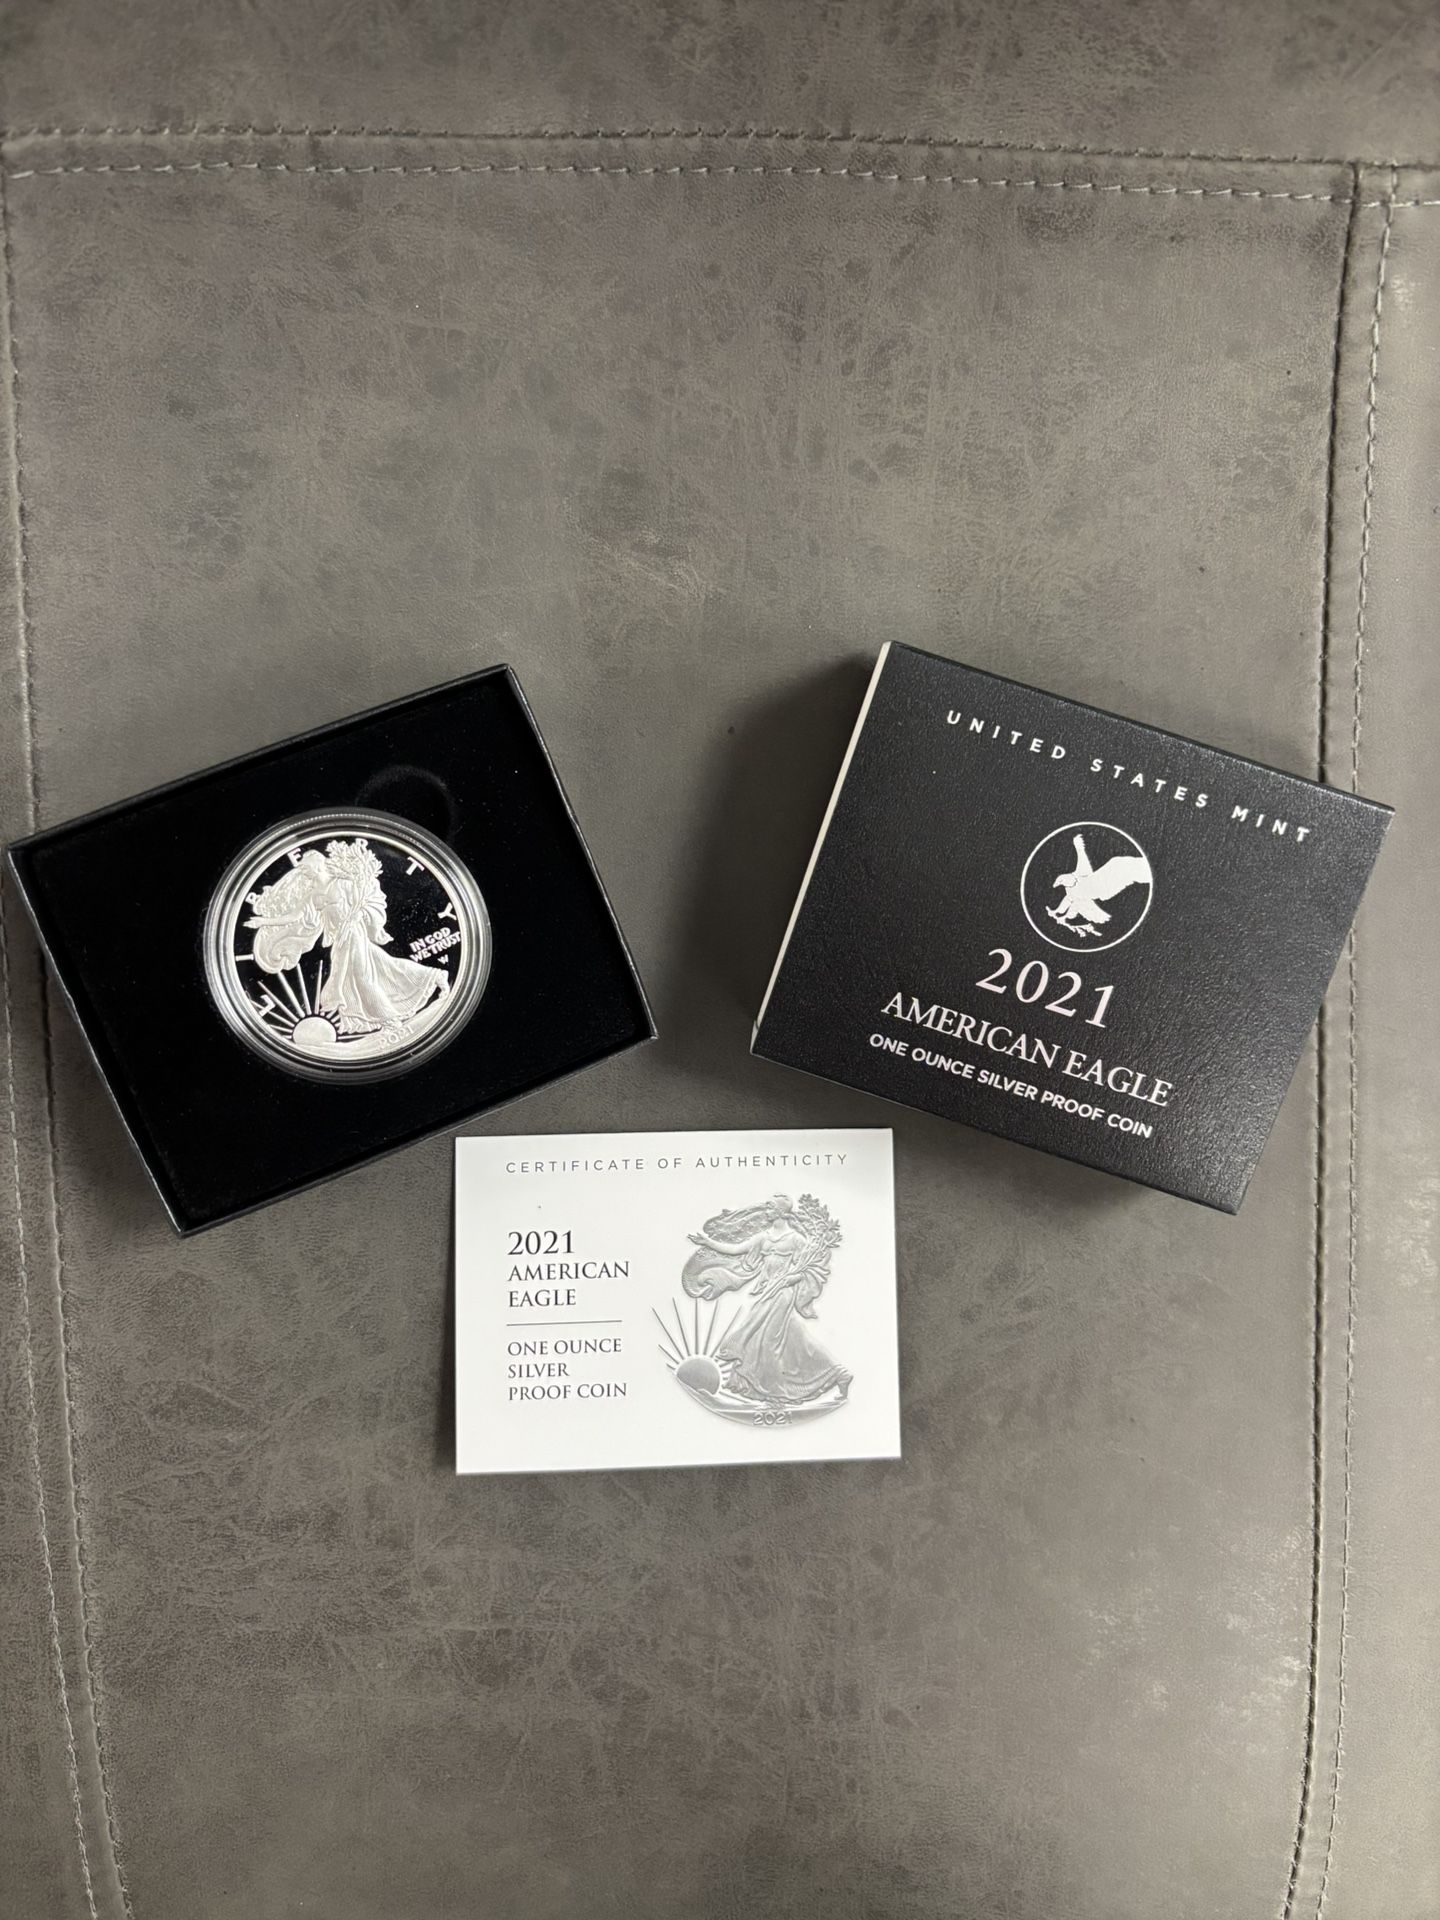 LIBERTY
IN GOD
WE TRUST
W
2021
UNITED STATES MINT
2021
AMERICAN EAGLE
ONE OUNCE SILVER PROOF COIN
CERTIFICATE OF AUTHENTICITY
2021
AMERICAN
EAGLE
ONE OUNCE
SILVER
PROOF COIN
2021